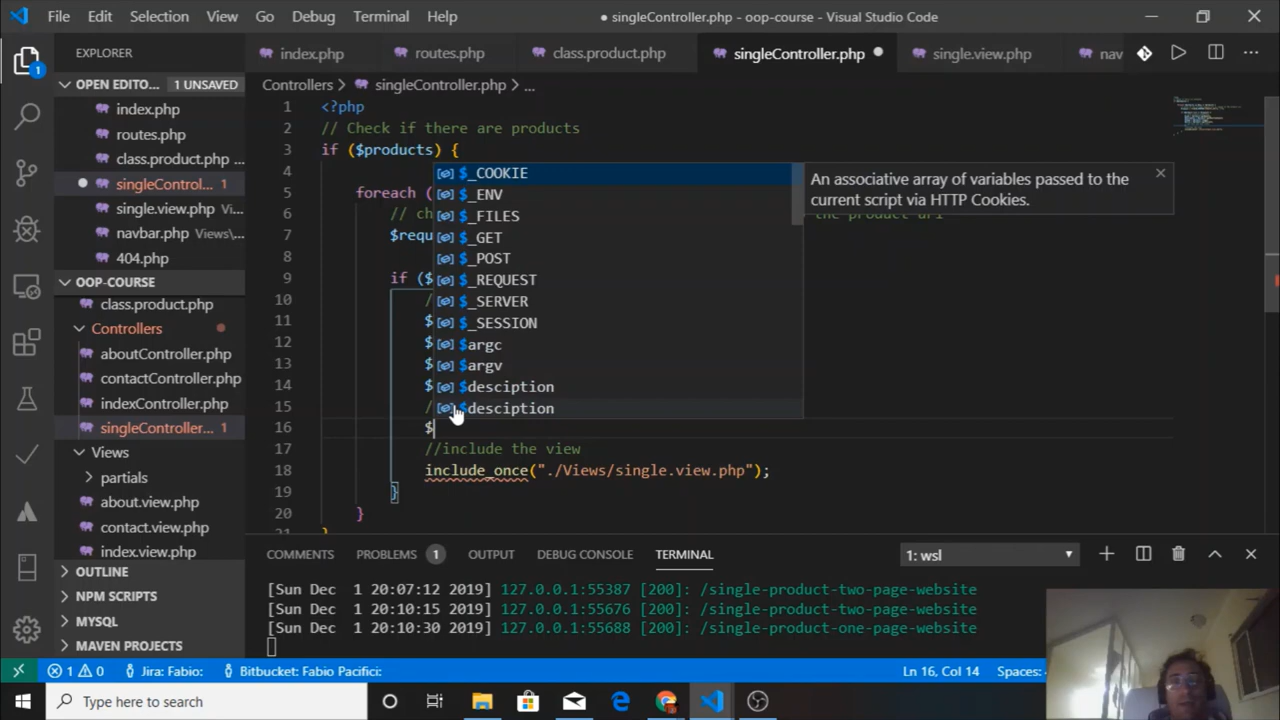 File Edit Selection View Go Debug Terminal Help
● singleController.php - oop-course - Visual Studio Code
EXPLORER
index.php routes.php class.product.php singleController.php single.view.php nav
OPEN EDITO... 1 UNSAVED
index.php
routes.php
class.product.php ...
singleControl... 1
single.view.php Vi...
navbar.php Views\...
404.php
OOP-COURSE
class.product.php
Controllers
aboutController.php
contactController.php
indexController.php
singleController... 1
Views
partials
about.view.php
contact.view.php
index.view.php
OUTLINE
NPM SCRIPTS
MYSQL
MAVEN PROJECTS
Controllers > singleController.php > ...
1 <?php
2 // Check if there are products
3 if ($products) {
4
5 foreach (
6 // ch the product url
7 $requ
8
9 if ($
10 /
11 $
12 $
13 $
14 $
15 /
16 $
17 //include the view
18 include_once("./Views/single.view.php");
19 }
20 }
21 }
$_COOKIE
$_ENV
$_FILES
$_GET
$_POST
$_REQUEST
$_SERVER
$_SESSION
$argc
$argv
$desciption
$desciption
An associative array of variables passed to the
current script via HTTP Cookies.
COMMENTS PROBLEMS 1 OUTPUT DEBUG CONSOLE TERMINAL 1: wsl
[Sun Dec 1 20:07:12 2019] 127.0.0.1:55387 [200]: /single-product-two-page-website
[Sun Dec 1 20:10:15 2019] 127.0.0.1:55676 [200]: /single-product-two-page-website
[Sun Dec 1 20:10:30 2019] 127.0.0.1:55688 [200]: /single-product-one-page-website
1 0 Jira: Fabio: Bitbucket: Fabio Pacifici: Ln 16, Col 14 Spaces:
Type here to search